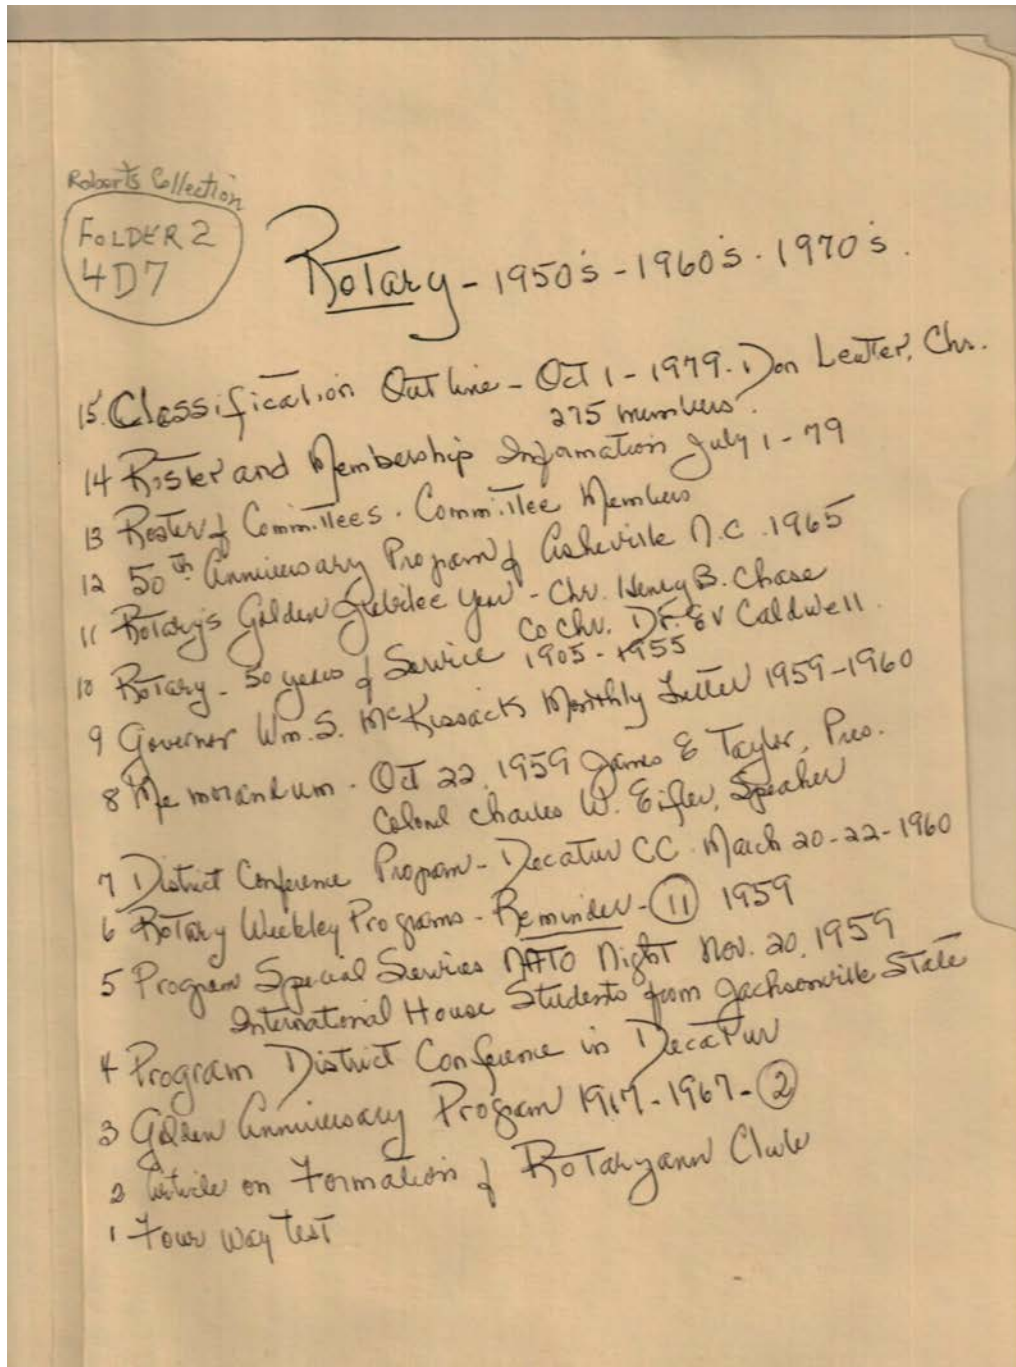 Roberts Collection
FOLDER 2
4D7
Rotary - 1950's - 1960's . 1970's .
15. Classification Outline - Oct 1 - 1979. Don Leutter, Chr.
275 members.
14 Roster and Membership Information July 1 - 79
13 Roster of Committees . Committee Members
12 50th Anniversary Program of Asheville N.C . 1965
11 Rotary's Golden Jubilee Year - Chr. Henry B. Chase
Co Chr. Dr. Ev Caldwell .
10 Rotary - 50 years of Service 1905 - 1955
9 Governor Wm. S. McKissack's Monthly Letter 1959-1960
8 Memorandum - Oct 22, 1959 James E Taylor, Pres.
Colonel Charles W. Eifler, Speaker
7 District Conference Program - Decatur CC . March 20-22-1960
6 Rotary Weekley Programs - Reminder - 11 1959
5 Program Special Services NATO Night Nov. 20, 1959
International House Students from Jacksonville State
4 Program District Conference in Decatur
3 Golden Anniversary Program 1917-1967- 2
2 Article on Formation of Rotaryann Club
1 Four Way Test